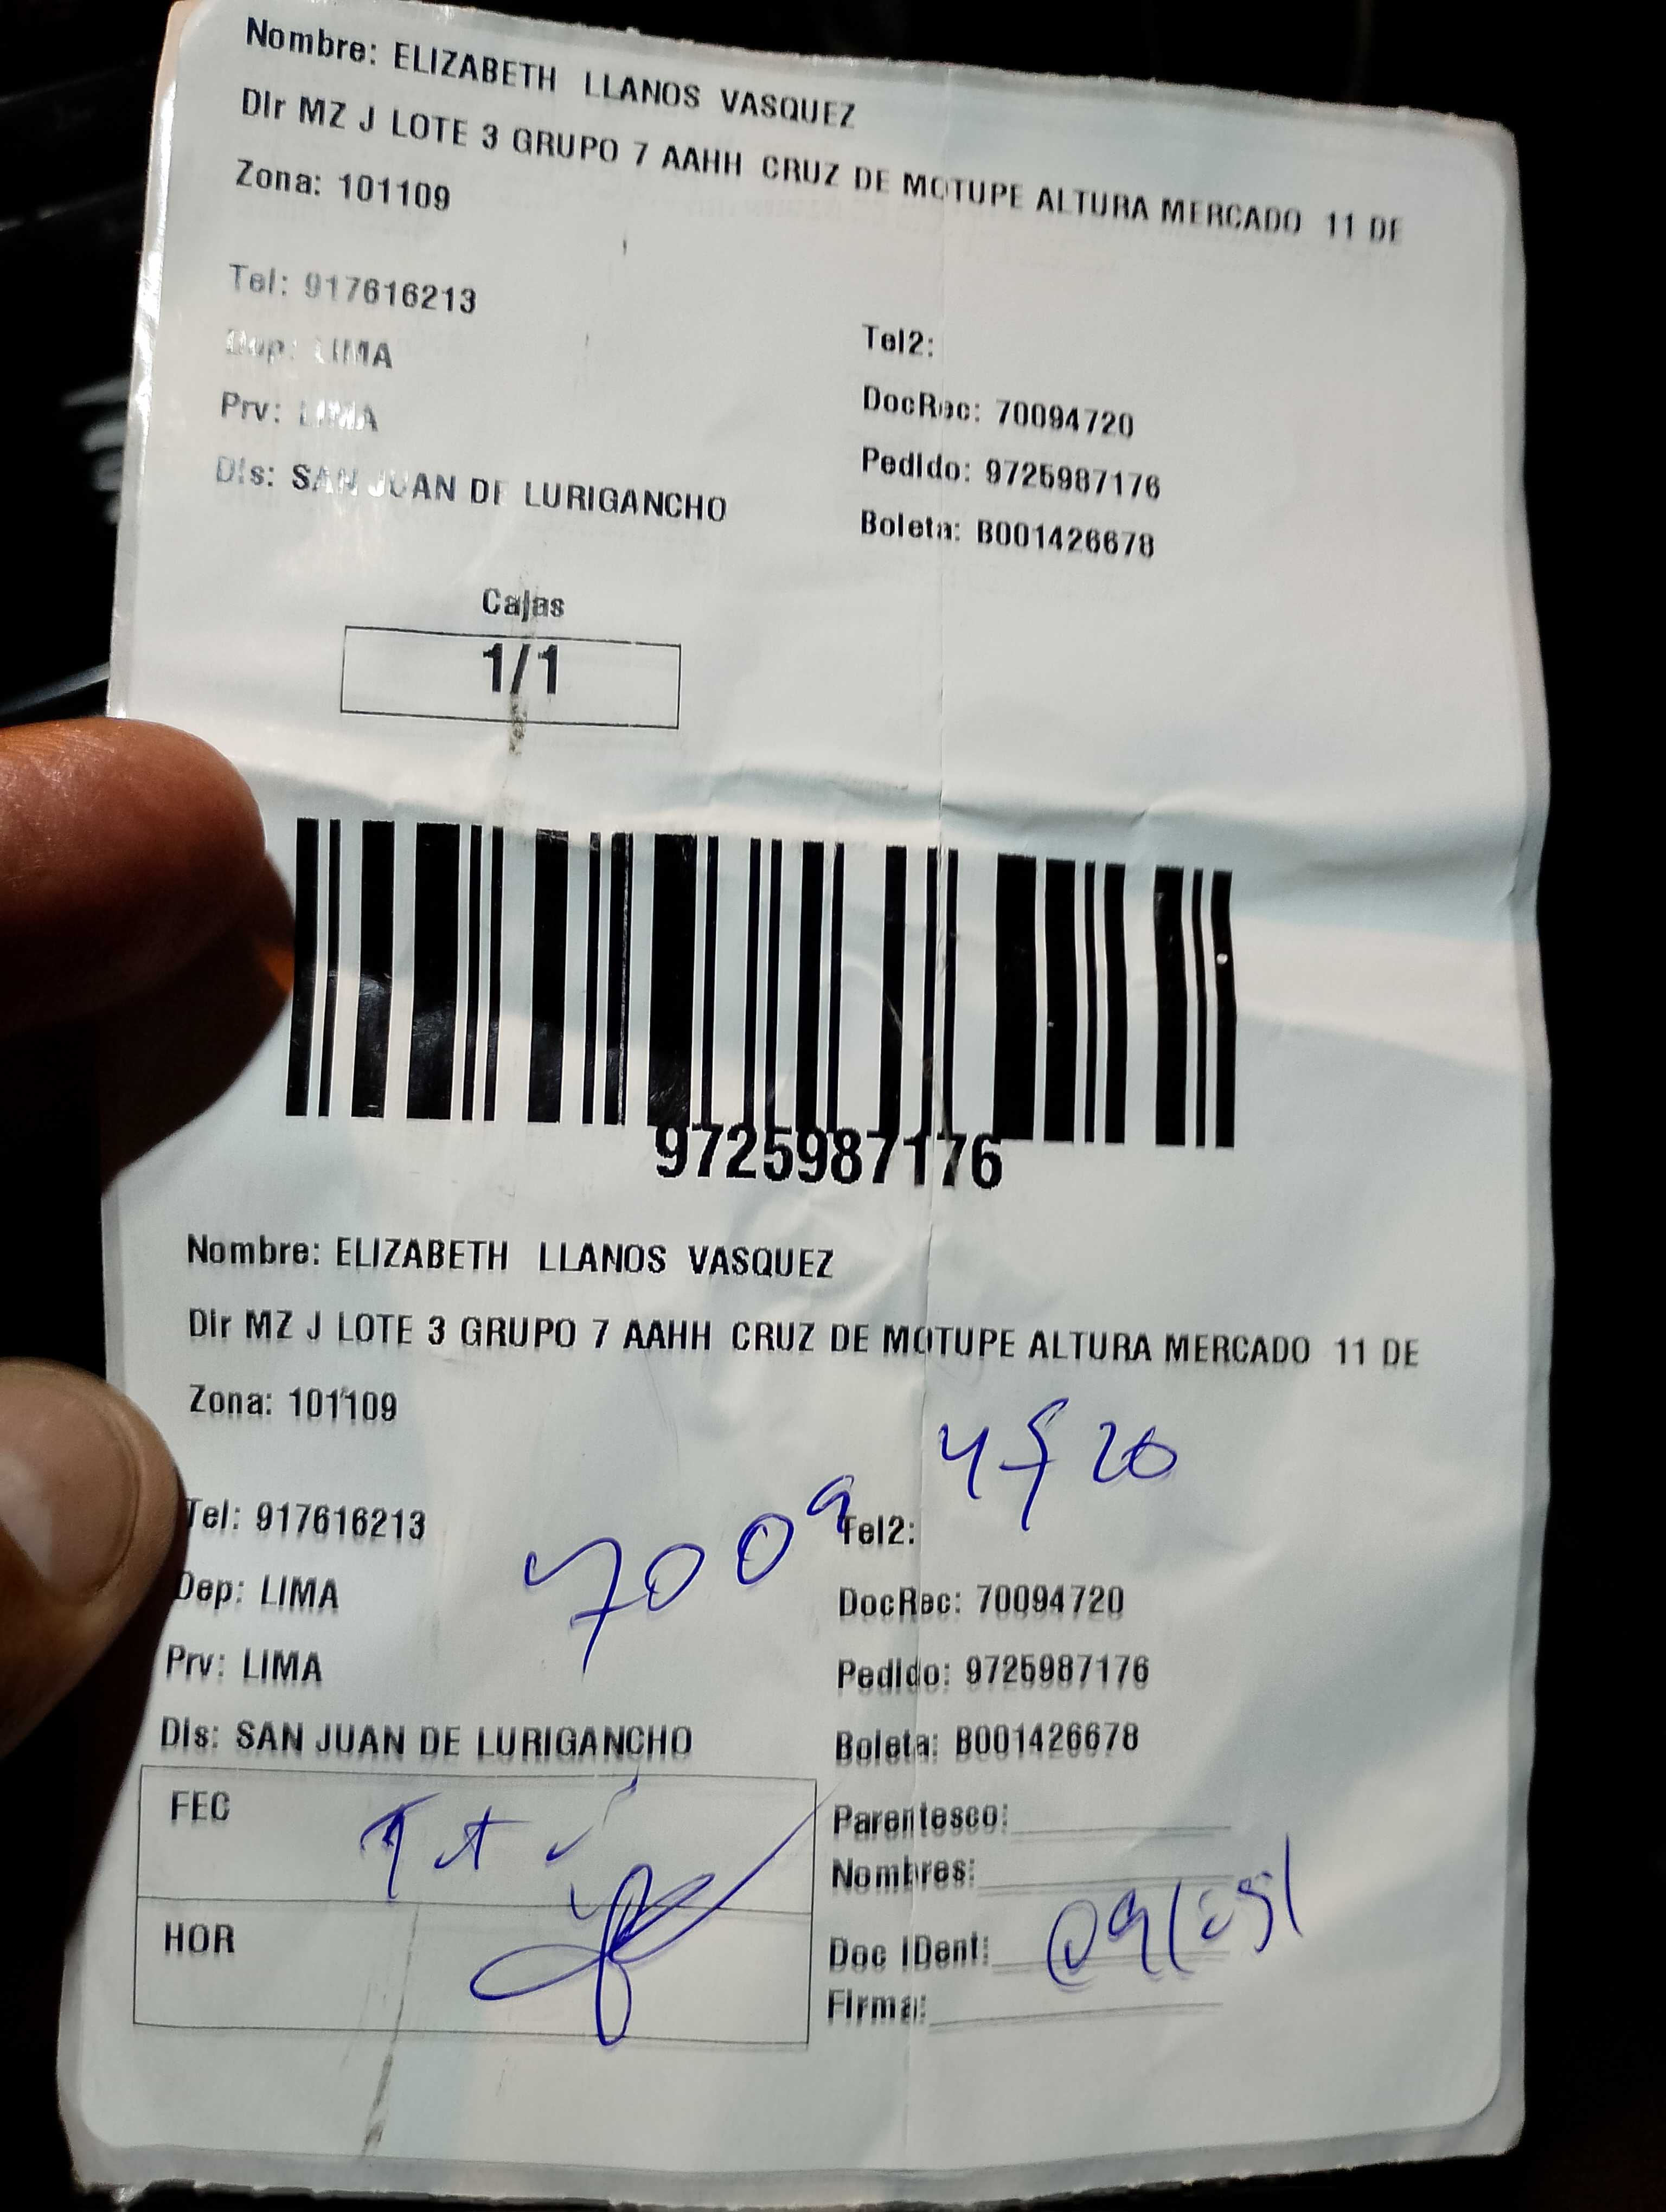 Nombre: ELIZABETH LLANOS VASQUEZ
Dir MZ J LOTE 3 GRUPO 7 AAHH CRUZ DE MOTUPE ALTURA MERCADO 11 DE
Zona: 101109
Tel: 917616213
Tel2:
Dep: LIMA
DocRec: 70094720
Prv: LIMA
Pedido: 9725987176
Dis: SAN JUAN DE LURIGANCHO
Boleta: B001426678
Cajas
1/1
9725987176
Nombre: ELIZABETH LLANOS VASQUEZ
Dir MZ J LOTE 3 GRUPO 7 AAHH CRUZ DE MOTUPE ALTURA MERCADO 11 DE
Zona: 101109
70094720
Tel: 917616213
Tel2:
Dep: LIMA
DocRec: 70094720
Prv: LIMA
Pedido: 9725987176
Dis: SAN JUAN DE LURIGANCHO
Boleta: B001426678
FEC
Parentesco:
Nombres:
HOR
Doc IDent:
Firma: